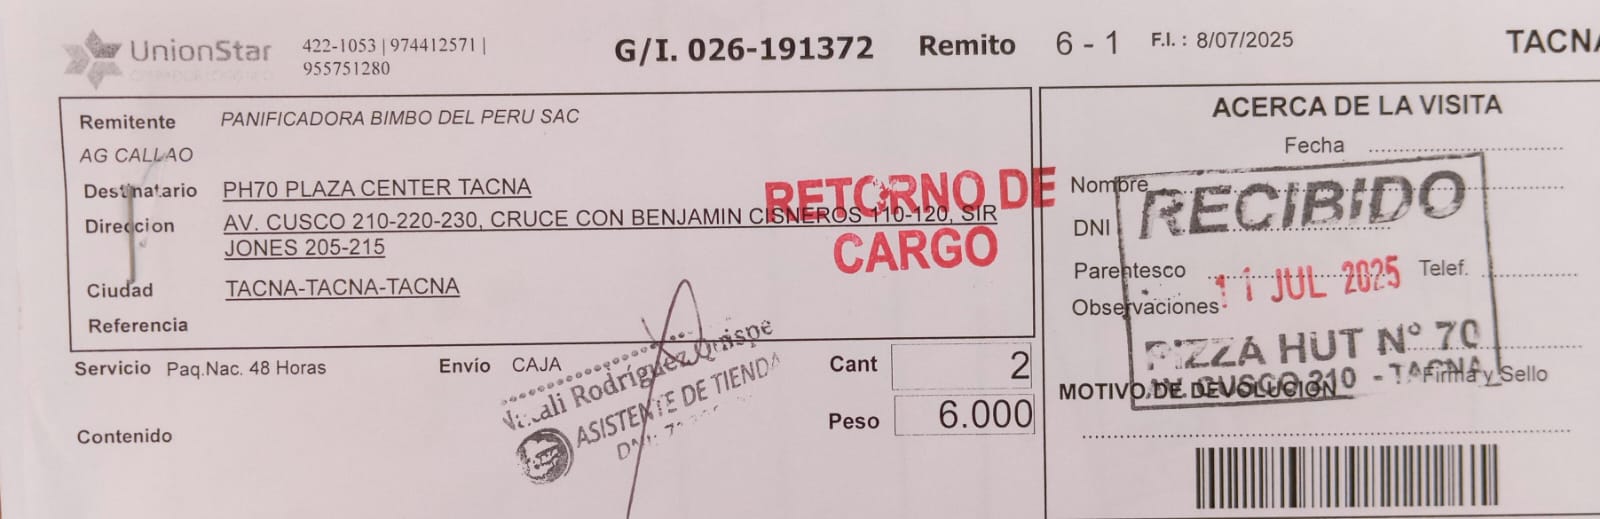 UnionStar
422-1053 | 974412571 |
955751280
G/I. 026-191372 Remito 6 - 1 F.I. : 8/07/2025 TACNA
Remitente PANIFICADORA BIMBO DEL PERU SAC
AG CALLAO
Destinatario PH70 PLAZA CENTER TACNA
Direccion AV. CUSCO 210-220-230, CRUCE CON BENJAMIN CISNEROS 110-120, SIR
JONES 205-215
Ciudad TACNA-TACNA-TACNA
Referencia
RETORNO DE
CARGO
Servicio Paq.Nac. 48 Horas Envío CAJA Cant 2
Peso 6.000
Contenido
Rodríguez Quispe
ASISTENTE DE TIENDA
ACERCA DE LA VISITA
Fecha
Nombre
DNI
Parentesco Telef.
Observaciones
Firma y Sello
MOTIVO DE DEVOLUCION
RECIBIDO
11 JUL 2025
PIZZA HUT N° 70
AV. CUSCO 210 - TACNA